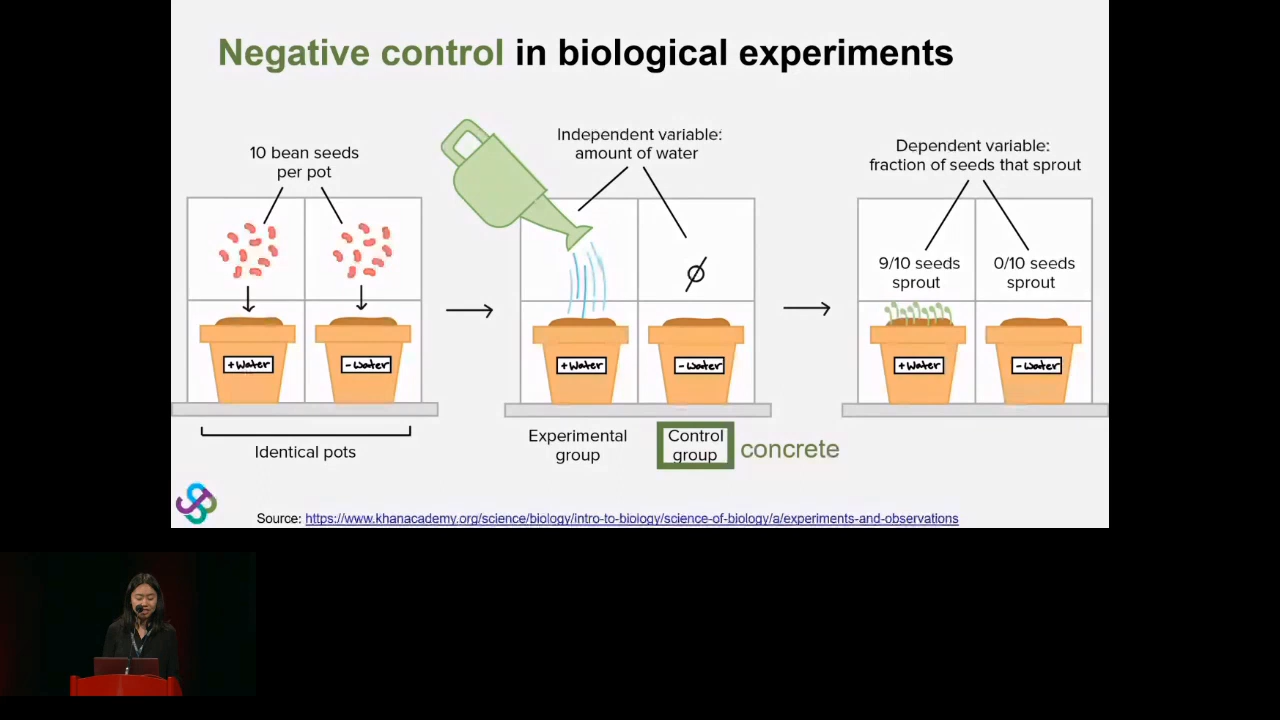 Negative control in biological experiments
10 bean seeds
per pot
+Water
-Water
Identical pots
Independent variable:
amount of water
Ø
+Water
-Water
Experimental
group
Control
group
concrete
Dependent variable:
fraction of seeds that sprout
9/10 seeds
sprout
0/10 seeds
sprout
+Water
-Water
Source: https://www.khanacademy.org/science/biology/intro-to-biology/science-of-biology/a/experiments-and-observations